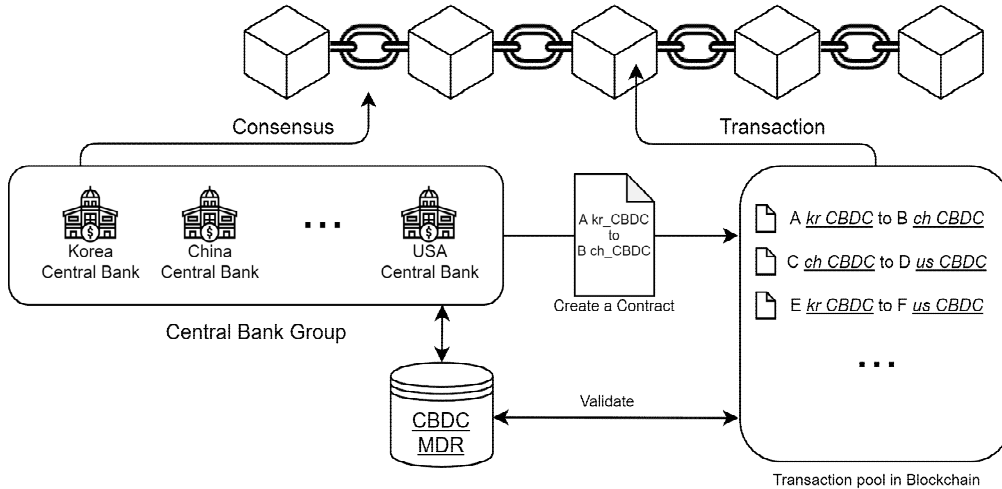 Consensus
Transaction
Korea
Central Bank
China
Central Bank
...
USA
Central Bank
Central Bank Group
A kr_CBDC
to
B ch_CBDC
Create a Contract
A kr CBDC to B ch CBDC
C ch CBDC to D us CBDC
E kr CBDC to F us CBDC
...
CBDC
MDR
Validate
Transaction pool in Blockchain